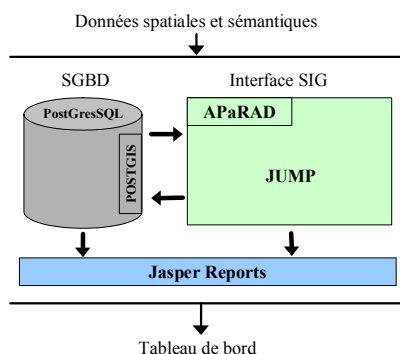 Données spatiales et sémantiques
SGBD
Interface SIG
PostGresSQL
APaRAD
POSTGIS
JUMP
Jasper Reports
Tableau de bord